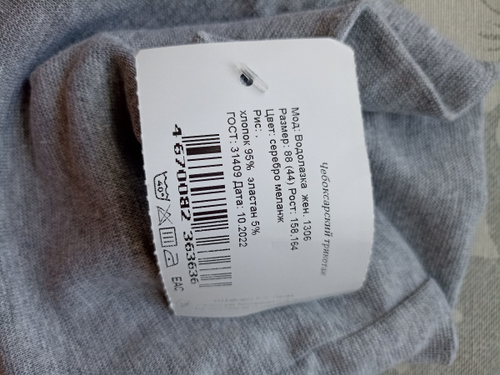 Чебоксарский трикотаж
Мод: Водолазка жен. 1306
Размер: 88 (44) Рост: 158,164
Цвет: серебро меланж
Рис: .
хлопок 95% эластан 5%
ГОСТ: 31409 Дата: 10.2022
4 670082 363636
40°
EAC